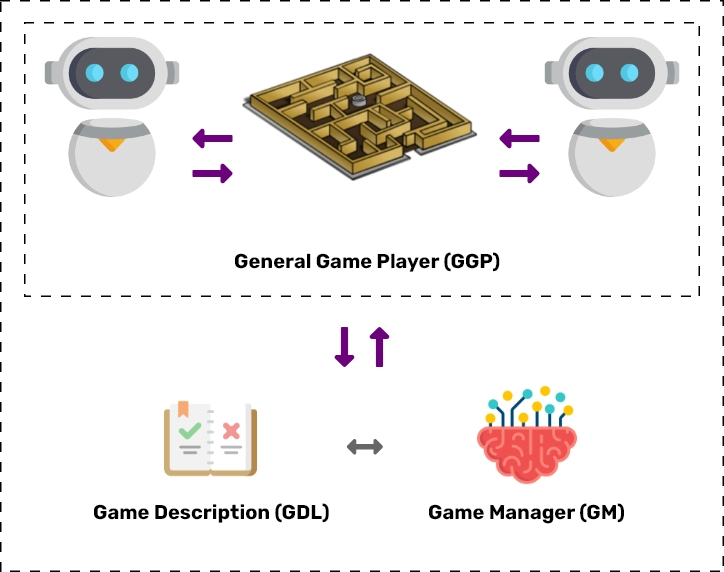 General Game Player (GGP)
Game Description (GDL)
Game Manager (GM)